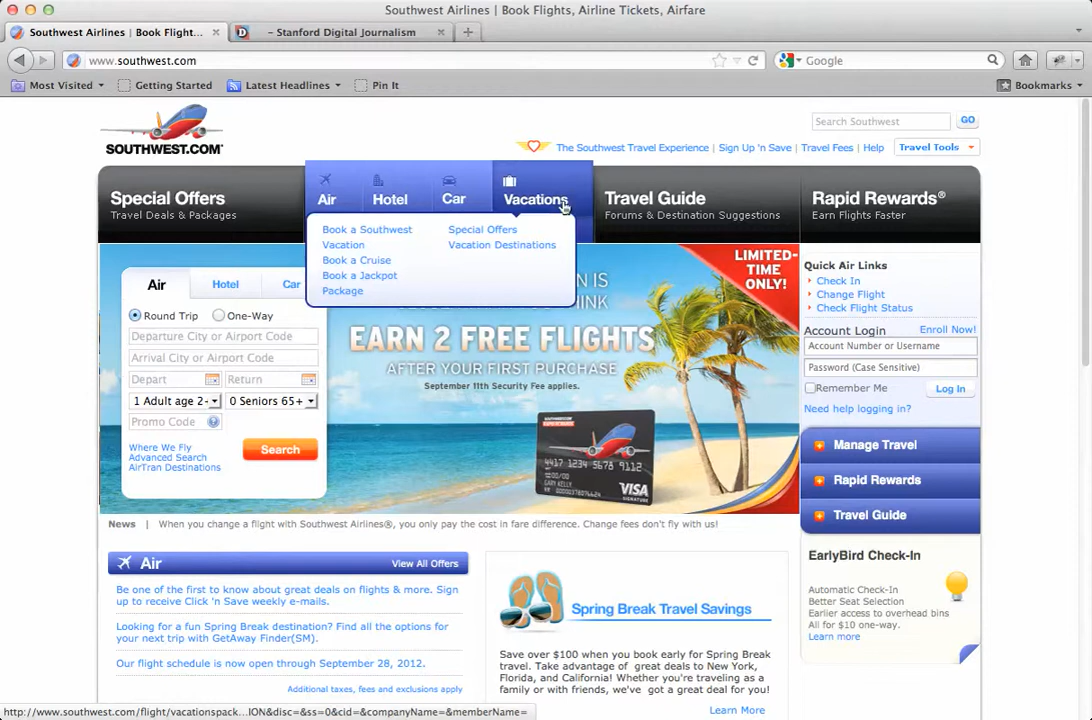 Southwest Airlines | Book Flights, Airline Tickets, Airfare
Southwest Airlines | Book Flight...
– Stanford Digital Journalism
www.southwest.com
Google
Most Visited
Getting Started
Latest Headlines
Pin It
Bookmarks
SOUTHWEST.COM
Search Southwest
GO
The Southwest Travel Experience | Sign Up 'n Save | Travel Fees | Help
Travel Tools
Special Offers
Travel Deals & Packages
Air
Hotel
Car
Vacations
Travel Guide
Forums & Destination Suggestions
Rapid Rewards®
Earn Flights Faster
Book a Southwest
Vacation
Book a Cruise
Book a Jackpot
Package
Special Offers
Vacation Destinations
LIMITED-
TIME
ONLY!
EARN 2 FREE FLIGHTS
AFTER YOUR FIRST PURCHASE
September 11th Security Fee applies.
4417 1234 5678 9112
VISA
Air
Hotel
Car
Round Trip
One-Way
Departure City or Airport Code
Arrival City or Airport Code
Depart
Return
1 Adult age 2-
0 Seniors 65+
Promo Code
Where We Fly
Advanced Search
AirTran Destinations
Search
Quick Air Links
Check In
Change Flight
Check Flight Status
Account Login
Enroll Now!
Account Number or Username
Password (Case Sensitive)
Remember Me
Log In
Need help logging in?
Manage Travel
Rapid Rewards
Travel Guide
News | When you change a flight with Southwest Airlines®, you only pay the cost in fare difference. Change fees don't fly with us!
Air
View All Offers
Be one of the first to know about great deals on flights & more. Sign
up to receive Click 'n Save weekly e-mails.
Looking for a fun Spring Break destination? Find all the options for
your next trip with GetAway Finder(SM).
Our flight schedule is now open through September 28, 2012.
Additional taxes, fees and exclusions apply
Spring Break Travel Savings
Save over $100 when you book early for Spring Break
travel. Take advantage of great deals to New York,
Florida, and California! Whether you're traveling as a
family or with friends, we've got a great deal for you!
Learn More
EarlyBird Check-In
Automatic Check-In
Better Seat Selection
Earlier access to overhead bins
All for $10 one-way.
Learn more
http://www.southwest.com/flight/vacationspack...ION&disc=&ss=0&cid=&companyName=&memberName=